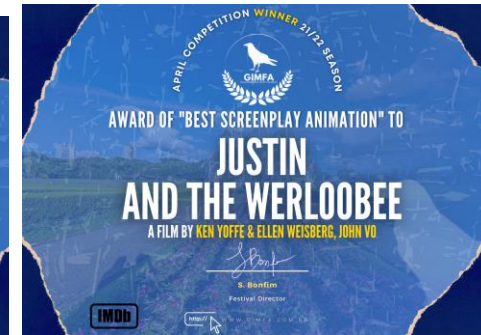 APRIL COMPETITION WINNER 21/22 SEASON
GIMFA
AWARD OF "BEST SCREENPLAY ANIMATION" TO
JUSTIN
AND THE WERLOOBEE
A FILM BY KEN YOFFE & ELLEN WEISBERG, JOHN VO
S. Bonfim
Festival Director
IMDb
http://